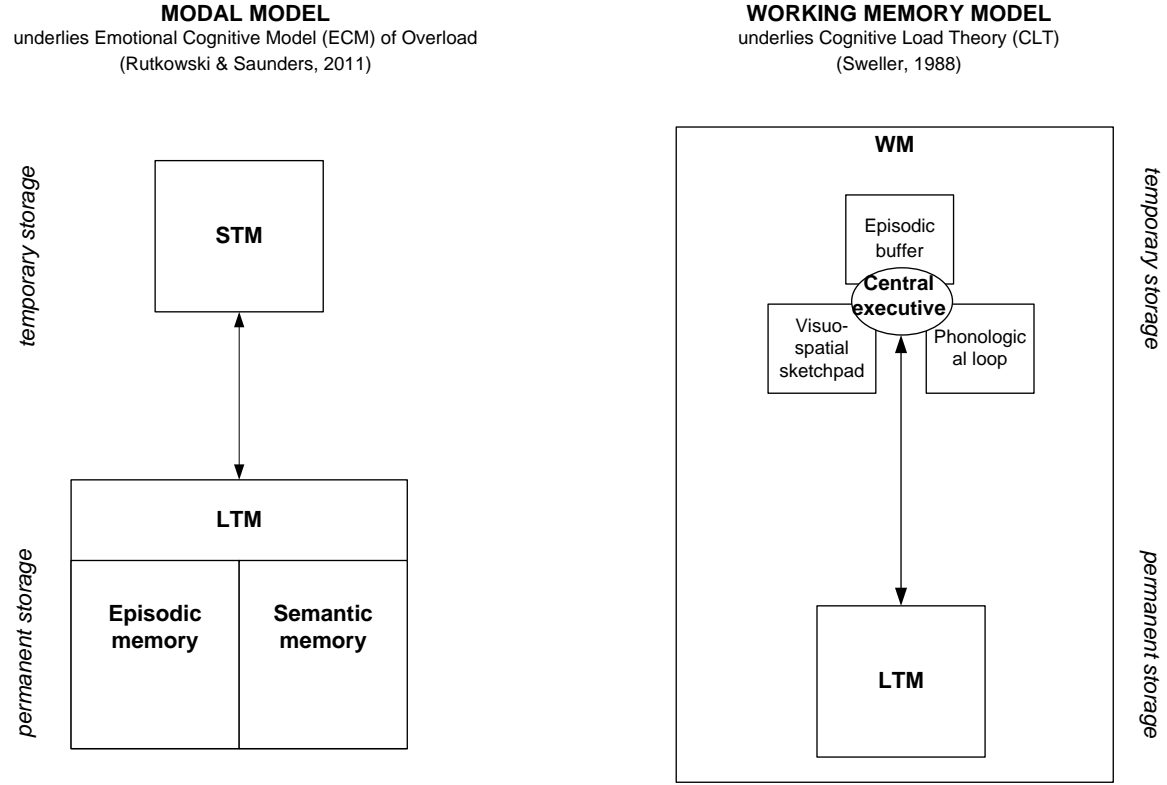 MODAL MODEL
underlies Emotional Cognitive Model (ECM) of Overload
(Rutkowski & Saunders, 2011)
temporary storage
STM
LTM
permanent storage
Episodic
memory
Semantic
memory
WORKING MEMORY MODEL
underlies Cognitive Load Theory (CLT)
(Sweller, 1988)
WM
temporary storage
Episodic
buffer
Central
executive
Visuo-
spatial
sketchpad
Phonologic
al loop
permanent storage
LTM